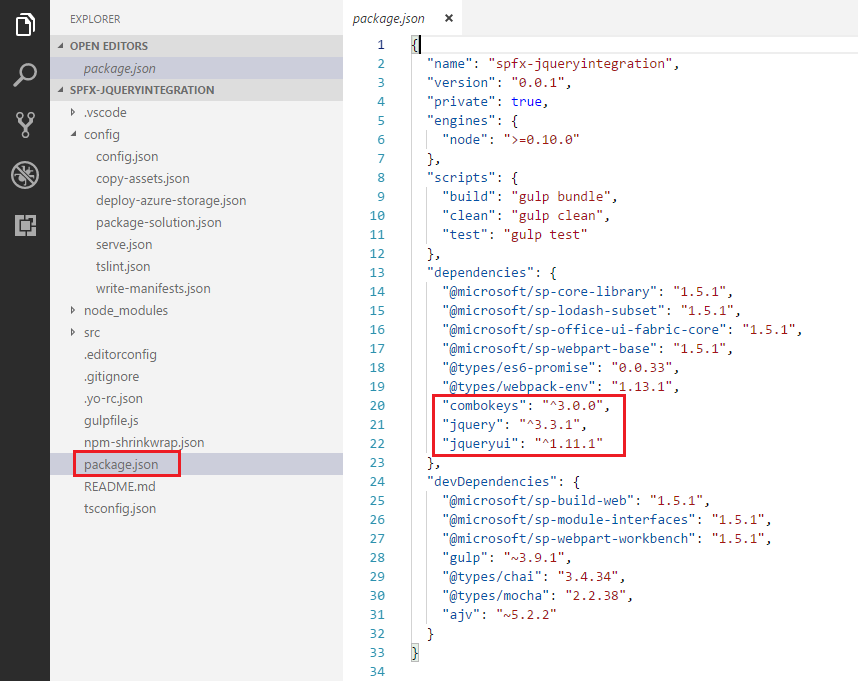 EXPLORER
OPEN EDITORS
package.json
SPFX-JQUERYINTEGRATION
.vscode
config
config.json
copy-assets.json
deploy-azure-storage.json
package-solution.json
serve.json
tslint.json
write-manifests.json
node_modules
src
.editorconfig
.gitignore
.yo-rc.json
gulpfile.js
npm-shrinkwrap.json
package.json
README.md
tsconfig.json
package.json ×
1 {
2 "name": "spfx-jqueryintegration",
3 "version": "0.0.1",
4 "private": true,
5 "engines": {
6 "node": ">=0.10.0"
7 },
8 "scripts": {
9 "build": "gulp bundle",
10 "clean": "gulp clean",
11 "test": "gulp test"
12 },
13 "dependencies": {
14 "@microsoft/sp-core-library": "1.5.1",
15 "@microsoft/sp-lodash-subset": "1.5.1",
16 "@microsoft/sp-office-ui-fabric-core": "1.5.1",
17 "@microsoft/sp-webpart-base": "1.5.1",
18 "@types/es6-promise": "0.0.33",
19 "@types/webpack-env": "1.13.1",
20 "combokeys": "^3.0.0",
21 "jquery": "^3.3.1",
22 "jqueryui": "^1.11.1"
23 },
24 "devDependencies": {
25 "@microsoft/sp-build-web": "1.5.1",
26 "@microsoft/sp-module-interfaces": "1.5.1",
27 "@microsoft/sp-webpart-workbench": "1.5.1",
28 "gulp": "~3.9.1",
29 "@types/chai": "3.4.34",
30 "@types/mocha": "2.2.38",
31 "ajv": "~5.2.2"
32 }
33 }
34